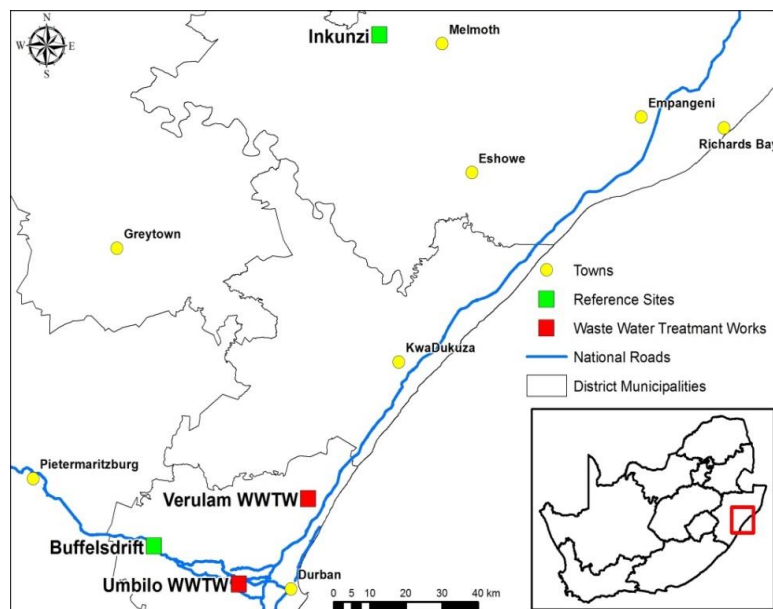 N
W E
S
Inkunzi
Melmoth
Empangeni
Richards Bay
Eshowe
Greytown
Towns
Reference Sites
Waste Water Treatmant Works
National Roads
District Municipalities
KwaDukuza
Pietermaritzburg
Verulam WWTW
Buffelsdrift
Umbilo WWTW
Durban
0 5 10 20 30 40 km